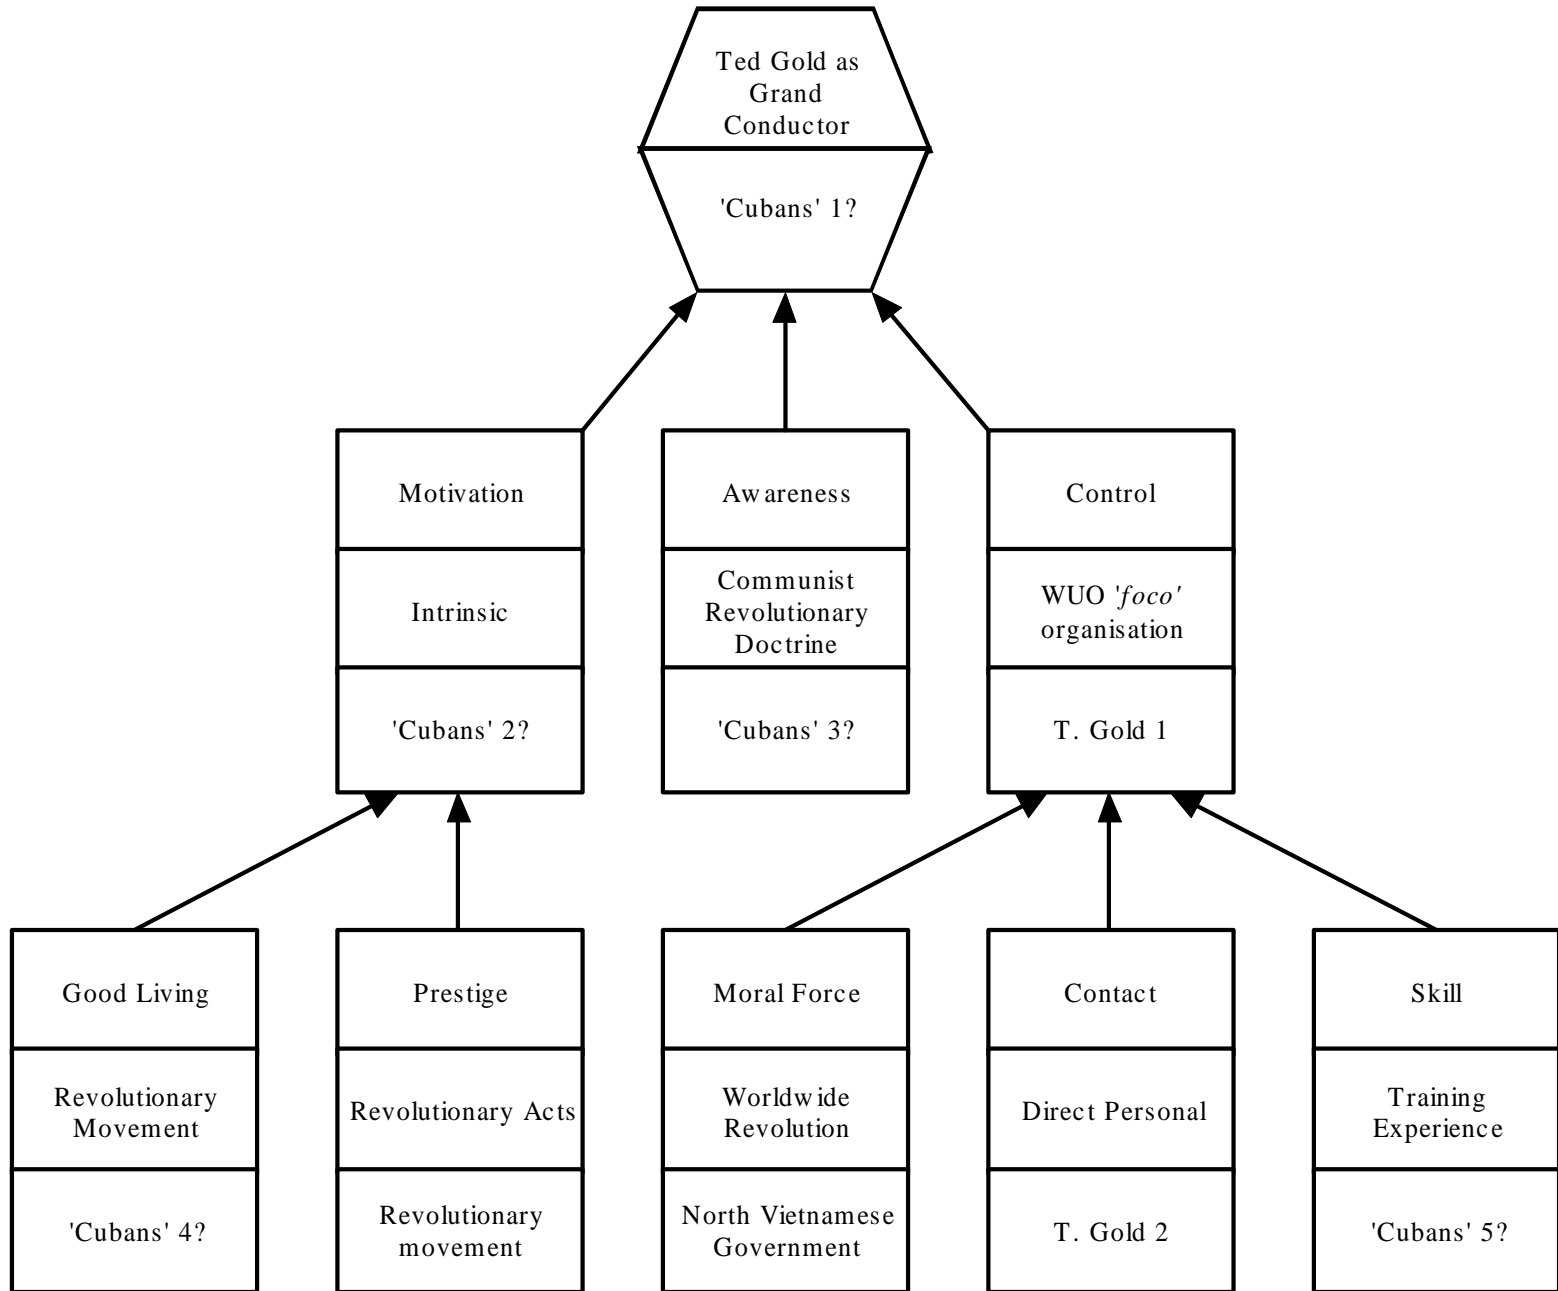 Ted Gold as
Grand
Conductor
'Cubans' 1?
Motivation
Intrinsic
'Cubans' 2?
Awareness
Communist
Revolutionary
Doctrine
'Cubans' 3?
Control
WUO 'foco'
organisation
T. Gold 1
Good Living
Revolutionary
Movement
'Cubans' 4?
Prestige
Revolutionary Acts
Revolutionary
movement
Moral Force
Worldwide
Revolution
North Vietnamese
Government
Contact
Direct Personal
T. Gold 2
Skill
Training
Experience
'Cubans' 5?